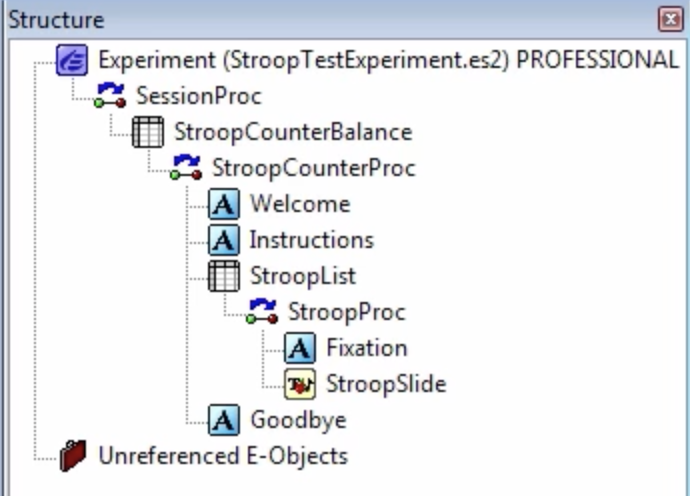 Structure
Experiment (StroopTestExperiment.es2) PROFESSIONAL
SessionProc
StroopCounterBalance
StroopCounterProc
A Welcome
A Instructions
StroopList
StroopProc
A Fixation
StroopSlide
A Goodbye
Unreferenced E-Objects